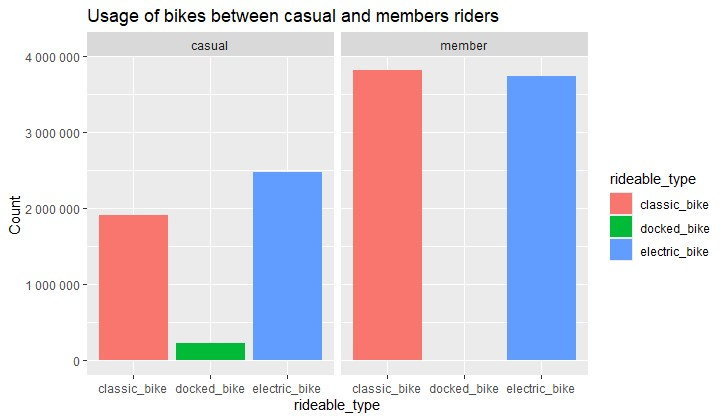 Usage of bikes between casual and members riders
casual
member
Count
4 000 000
3 000 000
2 000 000
1 000 000
0
classic_bike docked_bike electric_bike
classic_bike docked_bike electric_bike
rideable_type
rideable_type
classic_bike
docked_bike
electric_bike